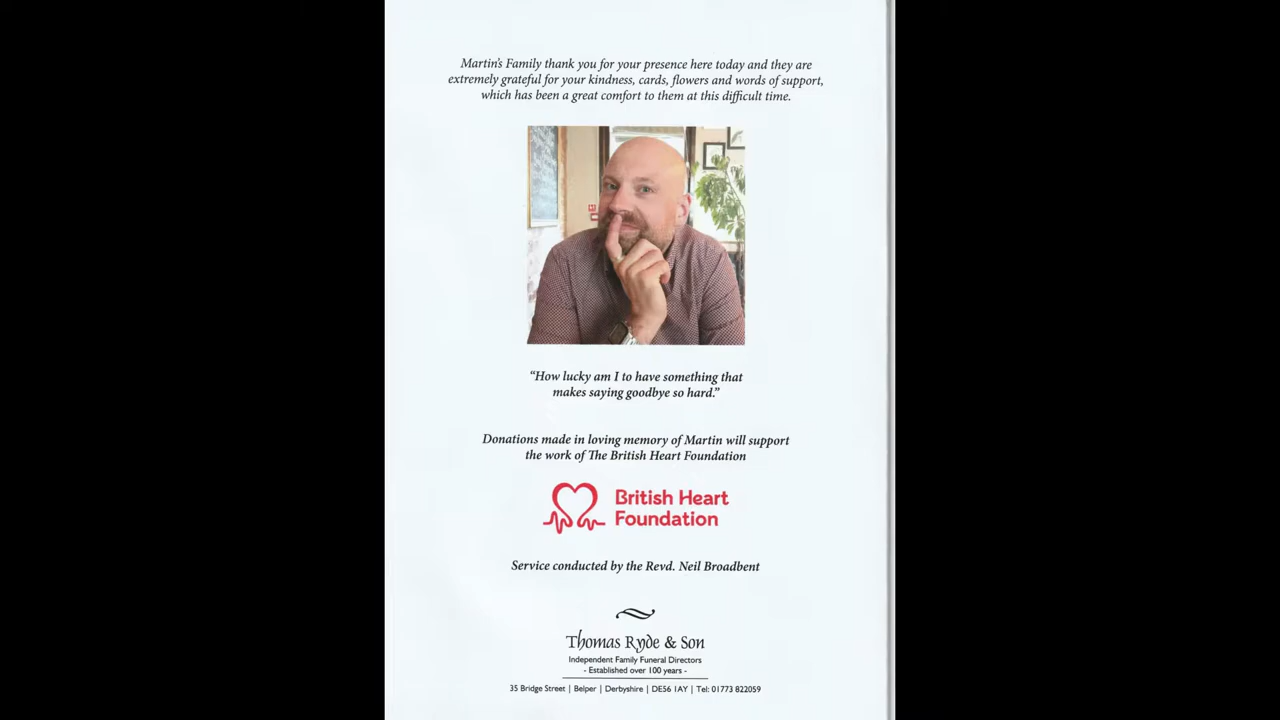 Martin's Family thank you for your presence here today and they are
extremely grateful for your kindness, cards, flowers and words of support,
which has been a great comfort to them at this difficult time.
“How lucky am I to have something that
makes saying goodbye so hard.”
Donations made in loving memory of Martin will support
the work of The British Heart Foundation
British Heart
Foundation
Service conducted by the Revd. Neil Broadbent
Thomas Ryde & Son
Independent Family Funeral Directors
- Established over 100 years -
35 Bridge Street | Belper | Derbyshire | DE56 1AY | Tel: 01773 822059